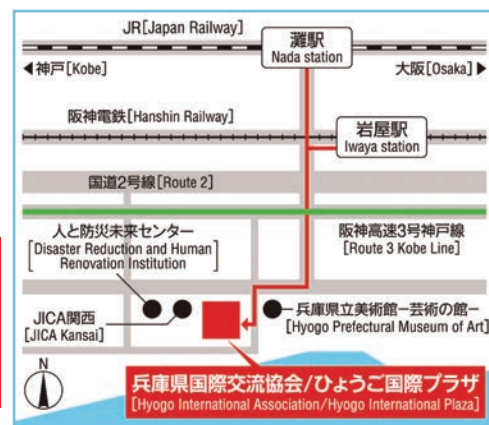 JR[Japan Railway]
灘駅
Nada station
◀神戸[Kobe]
大阪[Osaka]▶
阪神電鉄[Hanshin Railway]
岩屋駅
Iwaya station
国道2号線[Route 2]
人と防災未来センター
[Disaster Reduction and Human
Renovation Institution]
阪神高速3号神戸線
[Route 3 Kobe Line]
JICA関西
[JICA Kansai]
兵庫県立美術館ー芸術の館ー
[Hyogo Prefectural Museum of Art]
N
兵庫県国際交流協会/ひょうご国際プラザ
[Hyogo International Association/Hyogo International Plaza]